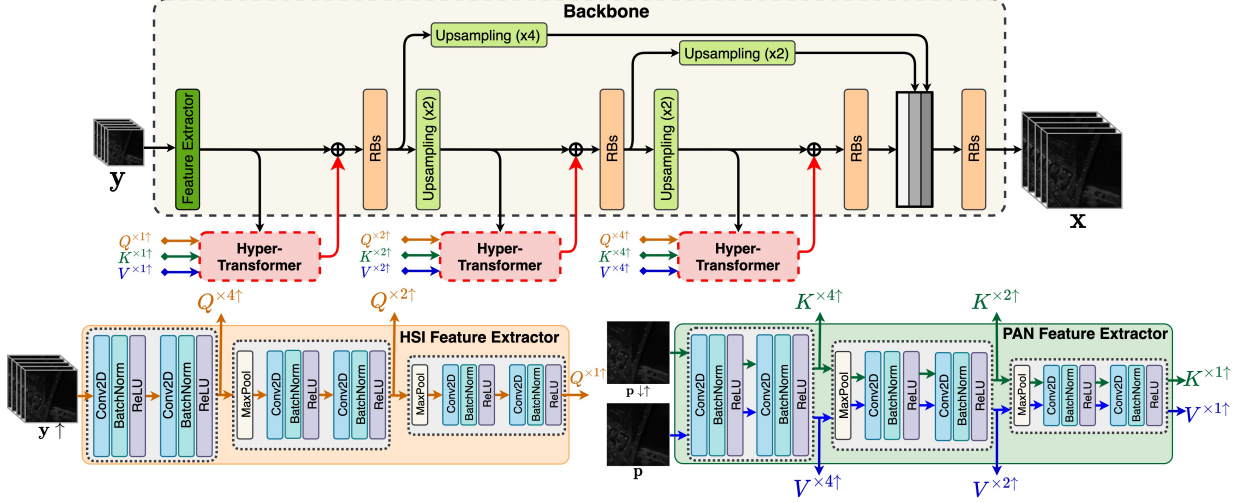 Backbone
Upsampling (x4)
Upsampling (x2)
Feature Extractor
RBs
Upsampling (x2)
RBs
Upsampling (x2)
RBs
RBs
y
x
Q×1↑
K×1↑
V×1↑
Hyper-
Transformer
Q×2↑
K×2↑
V×2↑
Hyper-
Transformer
Q×4↑
K×4↑
V×4↑
Hyper-
Transformer
Q×4↑
Q×2↑
HSI Feature Extractor
Conv2D
BatchNorm
ReLU
Conv2D
BatchNorm
ReLU
MaxPool
Conv2D
BatchNorm
ReLU
Conv2D
BatchNorm
ReLU
MaxPool
Conv2D
BatchNorm
ReLU
Conv2D
BatchNorm
ReLU
Q×1↑
y ↑
K×4↑
K×2↑
PAN Feature Extractor
p ↓↑
p
Conv2D
BatchNorm
ReLU
Conv2D
BatchNorm
ReLU
MaxPool
Conv2D
BatchNorm
ReLU
Conv2D
BatchNorm
ReLU
MaxPool
Conv2D
BatchNorm
ReLU
Conv2D
BatchNorm
ReLU
K×1↑
V×1↑
V×4↑
V×2↑